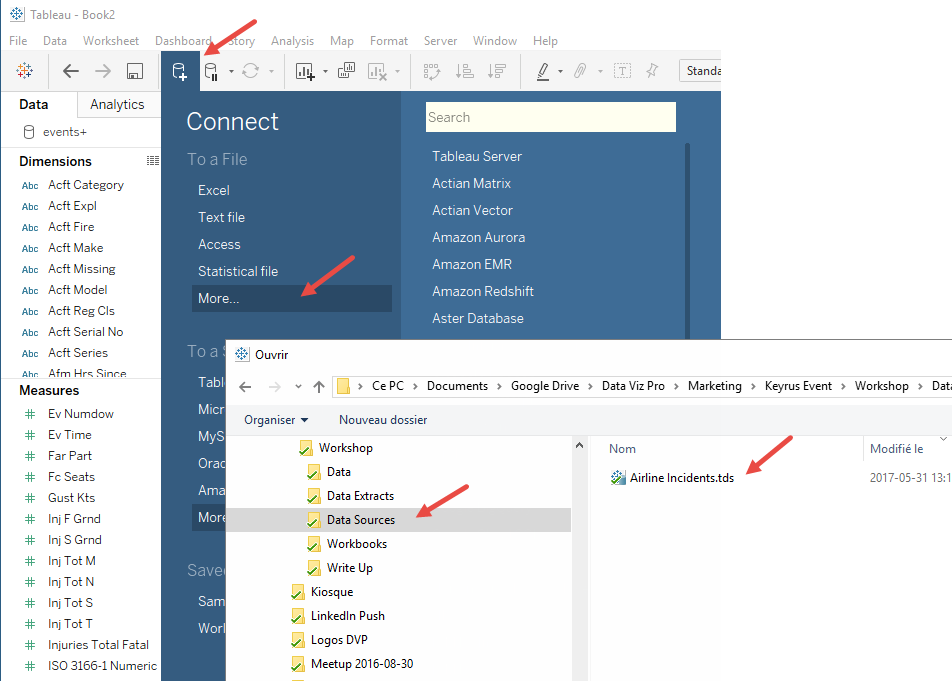 Tableau - Book2
File Data Worksheet Dashboard Story Analysis Map Format Server Window Help
Standa
Data Analytics
events+
Dimensions
Abc Acft Category
Abc Acft Expl
Abc Acft Fire
Abc Acft Make
Abc Acft Missing
Abc Acft Model
Abc Acft Reg Cls
Abc Acft Serial No
Abc Acft Series
Abc Afm Hrs Since
Measures
# Ev Numdow
# Ev Time
# Far Part
# Fc Seats
# Gust Kts
# Inj F Grnd
# Inj S Grnd
# Inj Tot M
# Inj Tot N
# Inj Tot S
# Inj Tot T
# Injuries Total Fatal
# ISO 3166-1 Numeric
Connect
To a File
Excel
Text file
Access
Statistical file
More...
To a S
Tabl
Micr
MyS
Orac
Ama
More
Save
Sam
Worl
Search
Tableau Server
Actian Matrix
Actian Vector
Amazon Aurora
Amazon EMR
Amazon Redshift
Aster Database
Ouvrir
Ce PC > Documents > Google Drive > Data Viz Pro > Marketing > Keyrus Event > Workshop > Data
Organiser Nouveau dossier
Workshop
Data
Data Extracts
Data Sources
Workbooks
Write Up
Kiosque
LinkedIn Push
Logos DVP
Meetup 2016-08-30
Nom Modifié le
Airline Incidents.tds 2017-05-31 13:1